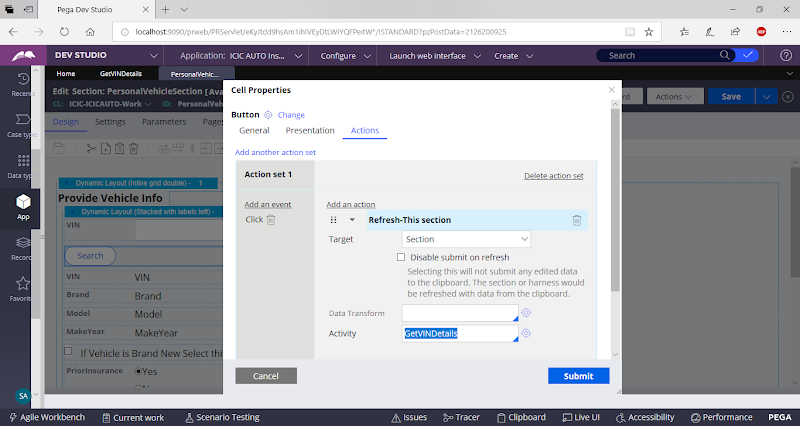 Pega Dev Studio
https://localhost:9090/prweb/PRServlet/eKyJtdd9hsAm1ihIVEyDtLWiYQFPeitW*/!STANDARD?pzPostData=2126200925
DEV STUDIO
Application: ICIC AUTO Ins...
Configure
Launch web interface
Create
Search
Home
GetVINDetails
PersonalVehic...
Edit Section: PersonalVehicleSection [Ava
CL: ICIC-ICICAUTO-Work
ID: PersonalVeh
Actions
Save
Design
Settings
Parameters
Pages
Recen
Case type
Data typ
App
Record
Favorit
SA
Dynamic Layout (Inline grid double) - 1
Provide Vehicle Info
Dynamic Layout (Stacked with labels left) -
VIN
Search
VIN VIN
Brand Brand
Model Model
MakeYear MakeYear
If Vehicle is Brand New Select thi
PriorInsurance Yes
Cell Properties
Button Change
General
Presentation
Actions
Add another action set
Action set 1
Delete action set
Add an event
Click
Add an action
Refresh-This section
Target Section
Disable submit on refresh
Selecting this will not submit any edited data
to the clipboard. The section or harness would
be refreshed with data from the clipboard.
Data Transform
Activity GetVINDetails
Cancel
Submit
Agile Workbench
Current work
Scenario Testing
Issues
Tracer
Clipboard
Live UI
Accessibility
Performance
PEGA